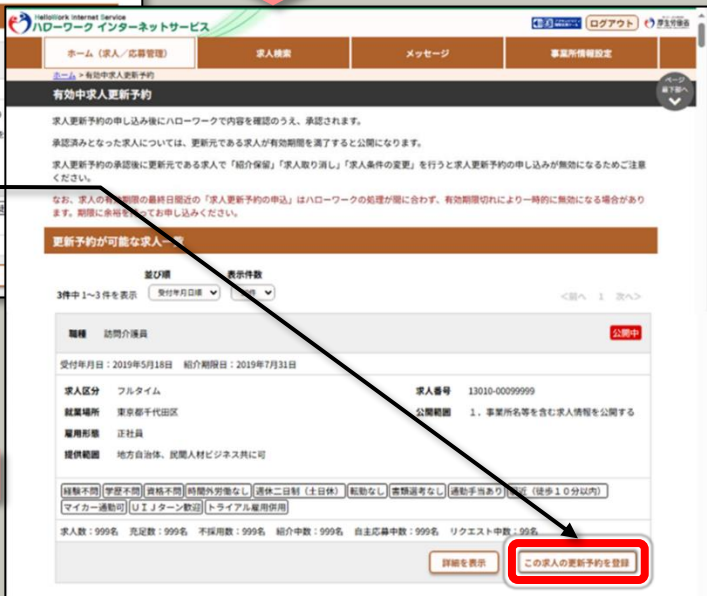 HelloWork Internet Service
ハローワーク インターネットサービス
ログアウト
厚生労働省
ホーム（求人／応募管理）
求人検索
メッセージ
事業所情報設定
ホーム > 有効中求人更新予約
ページ
最下部へ
有効中求人更新予約
求人更新予約の申し込み後にハローワークで内容を確認のうえ、承認されます。
承認済みとなった求人については、更新元である求人が有効期間を満了すると公開になります。
求人更新予約の承認後に更新元である求人で「紹介保留」「求人取り消し」「求人条件の変更」を行うと求人更新予約の申し込みが無効になるためご注意
ください。
なお、求人の有効期限の最終日間近の「求人更新予約の申込」はハローワークの処理が間に合わず、有効期限切れにより一時的に無効になる場合があり
ます。期限に余裕を持ってお申し込みください。
更新予約が可能な求人一覧
並び順
表示件数
3件中 1～3 件を表示
受付年月日順
<前へ 1 次へ>
職種 訪問介護員
公開中
受付年月日：2019年5月18日 紹介期限日：2019年7月31日
求人区分 フルタイム
求人番号 13010-00099999
就業場所 東京都千代田区
公開範囲 1．事業所名等を含む求人情報を公開する
雇用形態 正社員
提供範囲 地方自治体、民間人材ビジネス共に可
経験不問 学歴不問 資格不問 時間外労働なし 週休二日制（土日休） 転勤なし 書類選考なし 通勤手当あり 駅近（徒歩１０分以内）
マイカー通勤可 ＵＩＪターン歓迎 トライアル雇用併用
求人数：999名 充足数：999名 不採用数：999名 紹介中数：999名 自主応募中数：999名 リクエスト中数：99名
詳細を表示
この求人の更新予約を登録